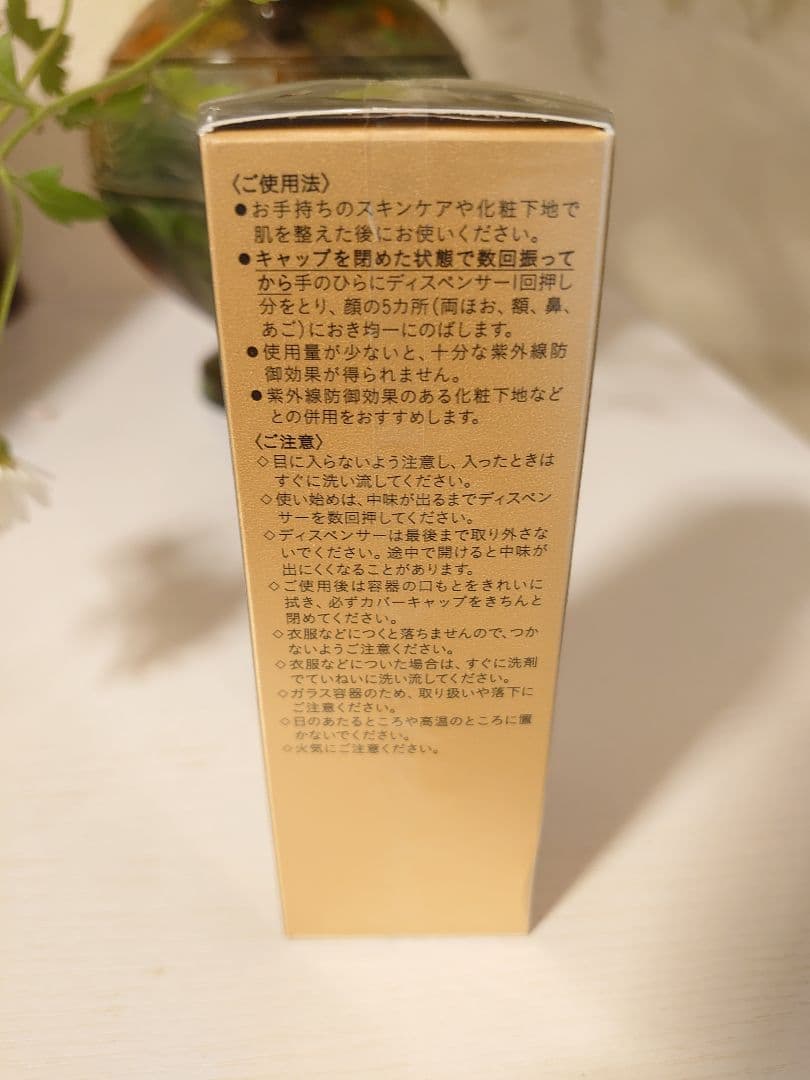 〈ご使用法〉
●お手持ちのスキンケアや化粧下地で
肌を整えた後にお使いください。
●キャップを閉めた状態で数回振って
から手のひらにディスペンサー1回押し
分をとり、顔の5カ所(両ほお、額、鼻、
あご)におき均一にのばします。
●使用量が少ないと、十分な紫外線防
御効果が得られません。
●紫外線防御効果のある化粧下地など
との併用をおすすめします。
〈ご注意〉
◇目に入らないよう注意し、入ったときは
すぐに洗い流してください。
◇使い始めは、中味が出るまでディスペン
サーを数回押してください。
◇ディスペンサーは最後まで取り外さな
いでください。途中で開けると中味が
出にくくなることがあります。
◇ご使用後は容器の口もとをきれいに
拭き、必ずカバーキャップをきちんと
閉めてください。
◇衣服などにつくと落ちませんので、つか
ないようご注意ください。
◇衣服などについた場合は、すぐに洗剤
でていねいに洗い流してください。
◇ガラス容器のため、取り扱いや落下に
ご注意ください。
◇日のあたるところや高温のところに置
かないでください。
◇火気にご注意ください。